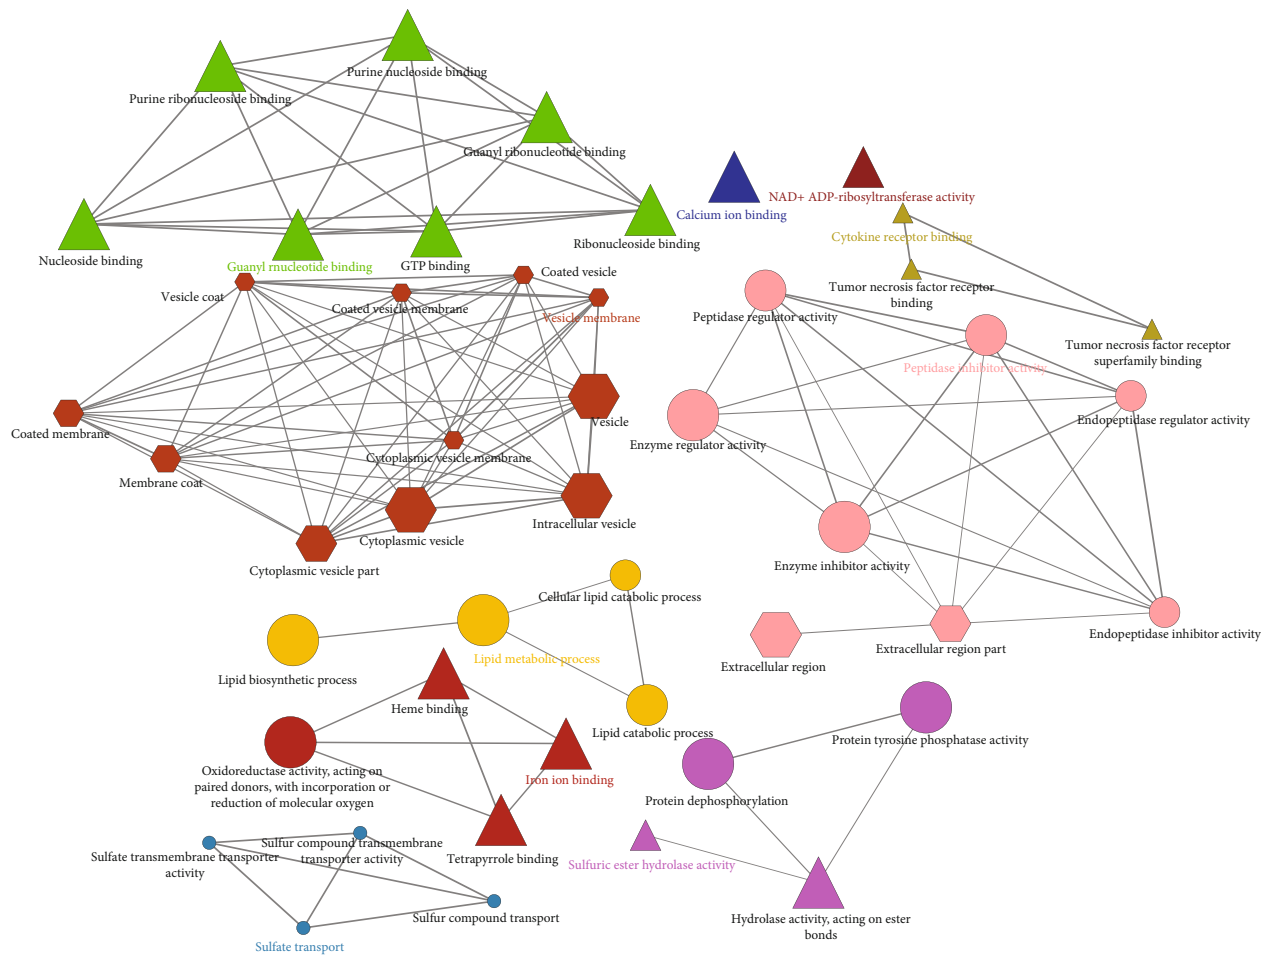 Purine nucleoside binding
Purine ribonucleoside binding
Guanyl ribonucleotide binding
NAD+ ADP-ribosyltransferase activity
Calcium ion binding
Cytokine receptor binding
Ribonucleoside binding
Nucleoside binding
Guanyl rnucleotide binding
GTP binding
Coated vesicle
Vesicle coat
Coated vesicle membrane
Vesicle membrane
Tumor necrosis factor receptor
binding
Peptidase regulator activity
Tumor necrosis factor receptor
superfamily binding
Peptidase inhibitor activity
Endopeptidase regulator activity
Vesicle
Coated membrane
Enzyme regulator activity
Cytoplasmic vesicle membrane
Membrane coat
Intracellular vesicle
Cytoplasmic vesicle
Cytoplasmic vesicle part
Enzyme inhibitor activity
Cellular lipid catabolic process
Endopeptidase inhibitor activity
Extracellular region part
Extracellular region
Lipid metabolic process
Lipid biosynthetic process
Heme binding
Lipid catabolic process
Protein tyrosine phosphatase activity
Oxidoreductase activity, acting on
paired donors, with incorporation or
reduction of molecular oxygen
Iron ion binding
Protein dephosphorylation
Sulfur compound transmembrane
transporter activity
Sulfate transmembrane transporter
activity
Tetrapyrrole binding
Sulfuric ester hydrolase activity
Sulfur compound transport
Hydrolase activity, acting on ester
bonds
Sulfate transport